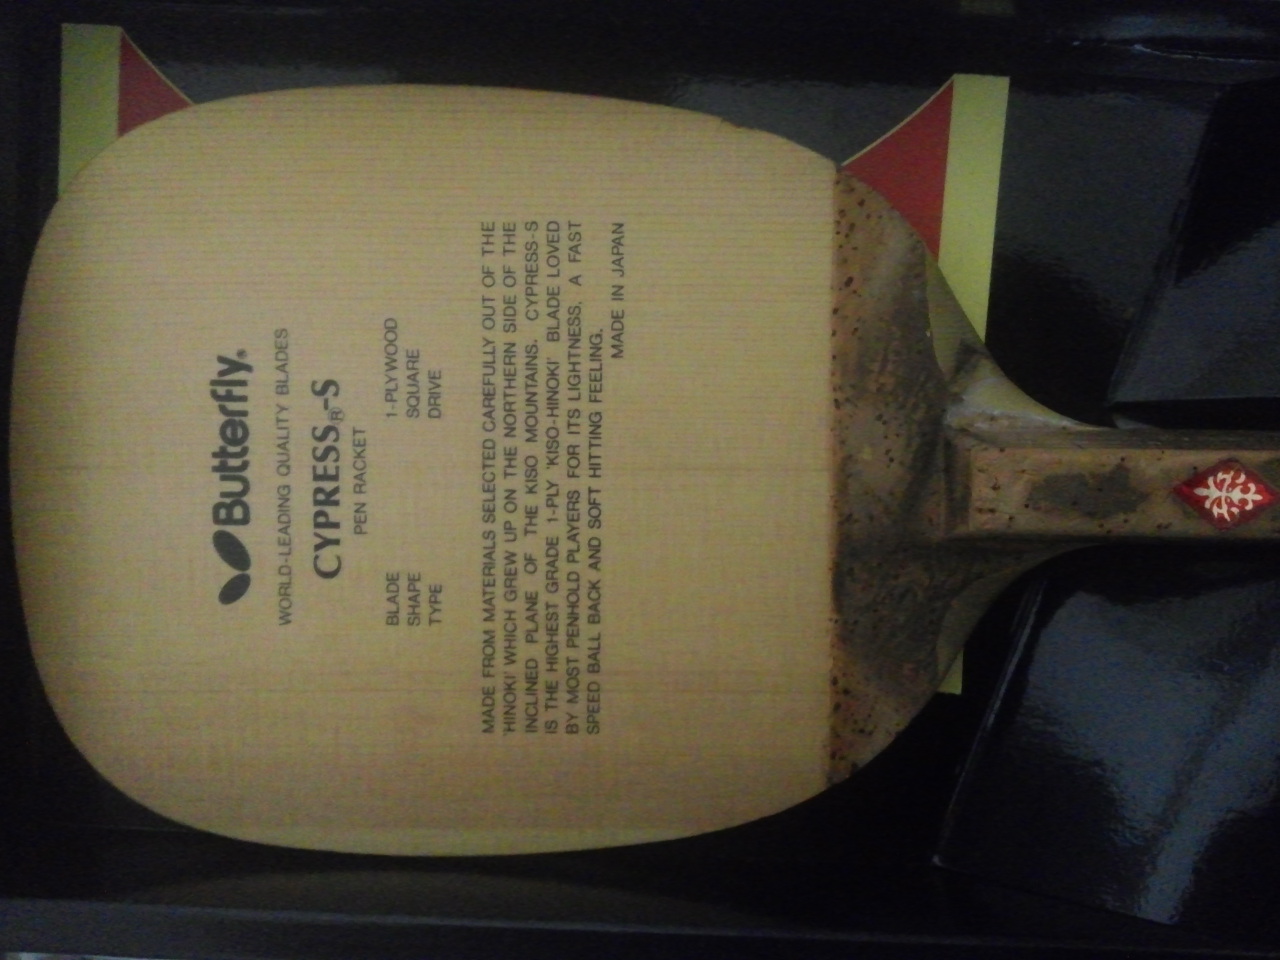 Butterfly®
WORLD-LEADING QUALITY BLADES
CYPRESS®-S
PEN RACKET
BLADE 1-PLYWOOD
SHAPE SQUARE
TYPE DRIVE
MADE FROM MATERIALS SELECTED CAREFULLY OUT OF THE
'HINOKI' WHICH GREW UP ON THE NORTHERN SIDE OF THE
INCLINED PLANE OF THE KISO MOUNTAINS. CYPRESS-S
IS THE HIGHEST GRADE 1-PLY 'KISO-HINOKI' BLADE LOVED
BY MOST PENHOLD PLAYERS FOR ITS LIGHTNESS, A FAST
SPEED BALL BACK AND SOFT HITTING FEELING.
MADE IN JAPAN